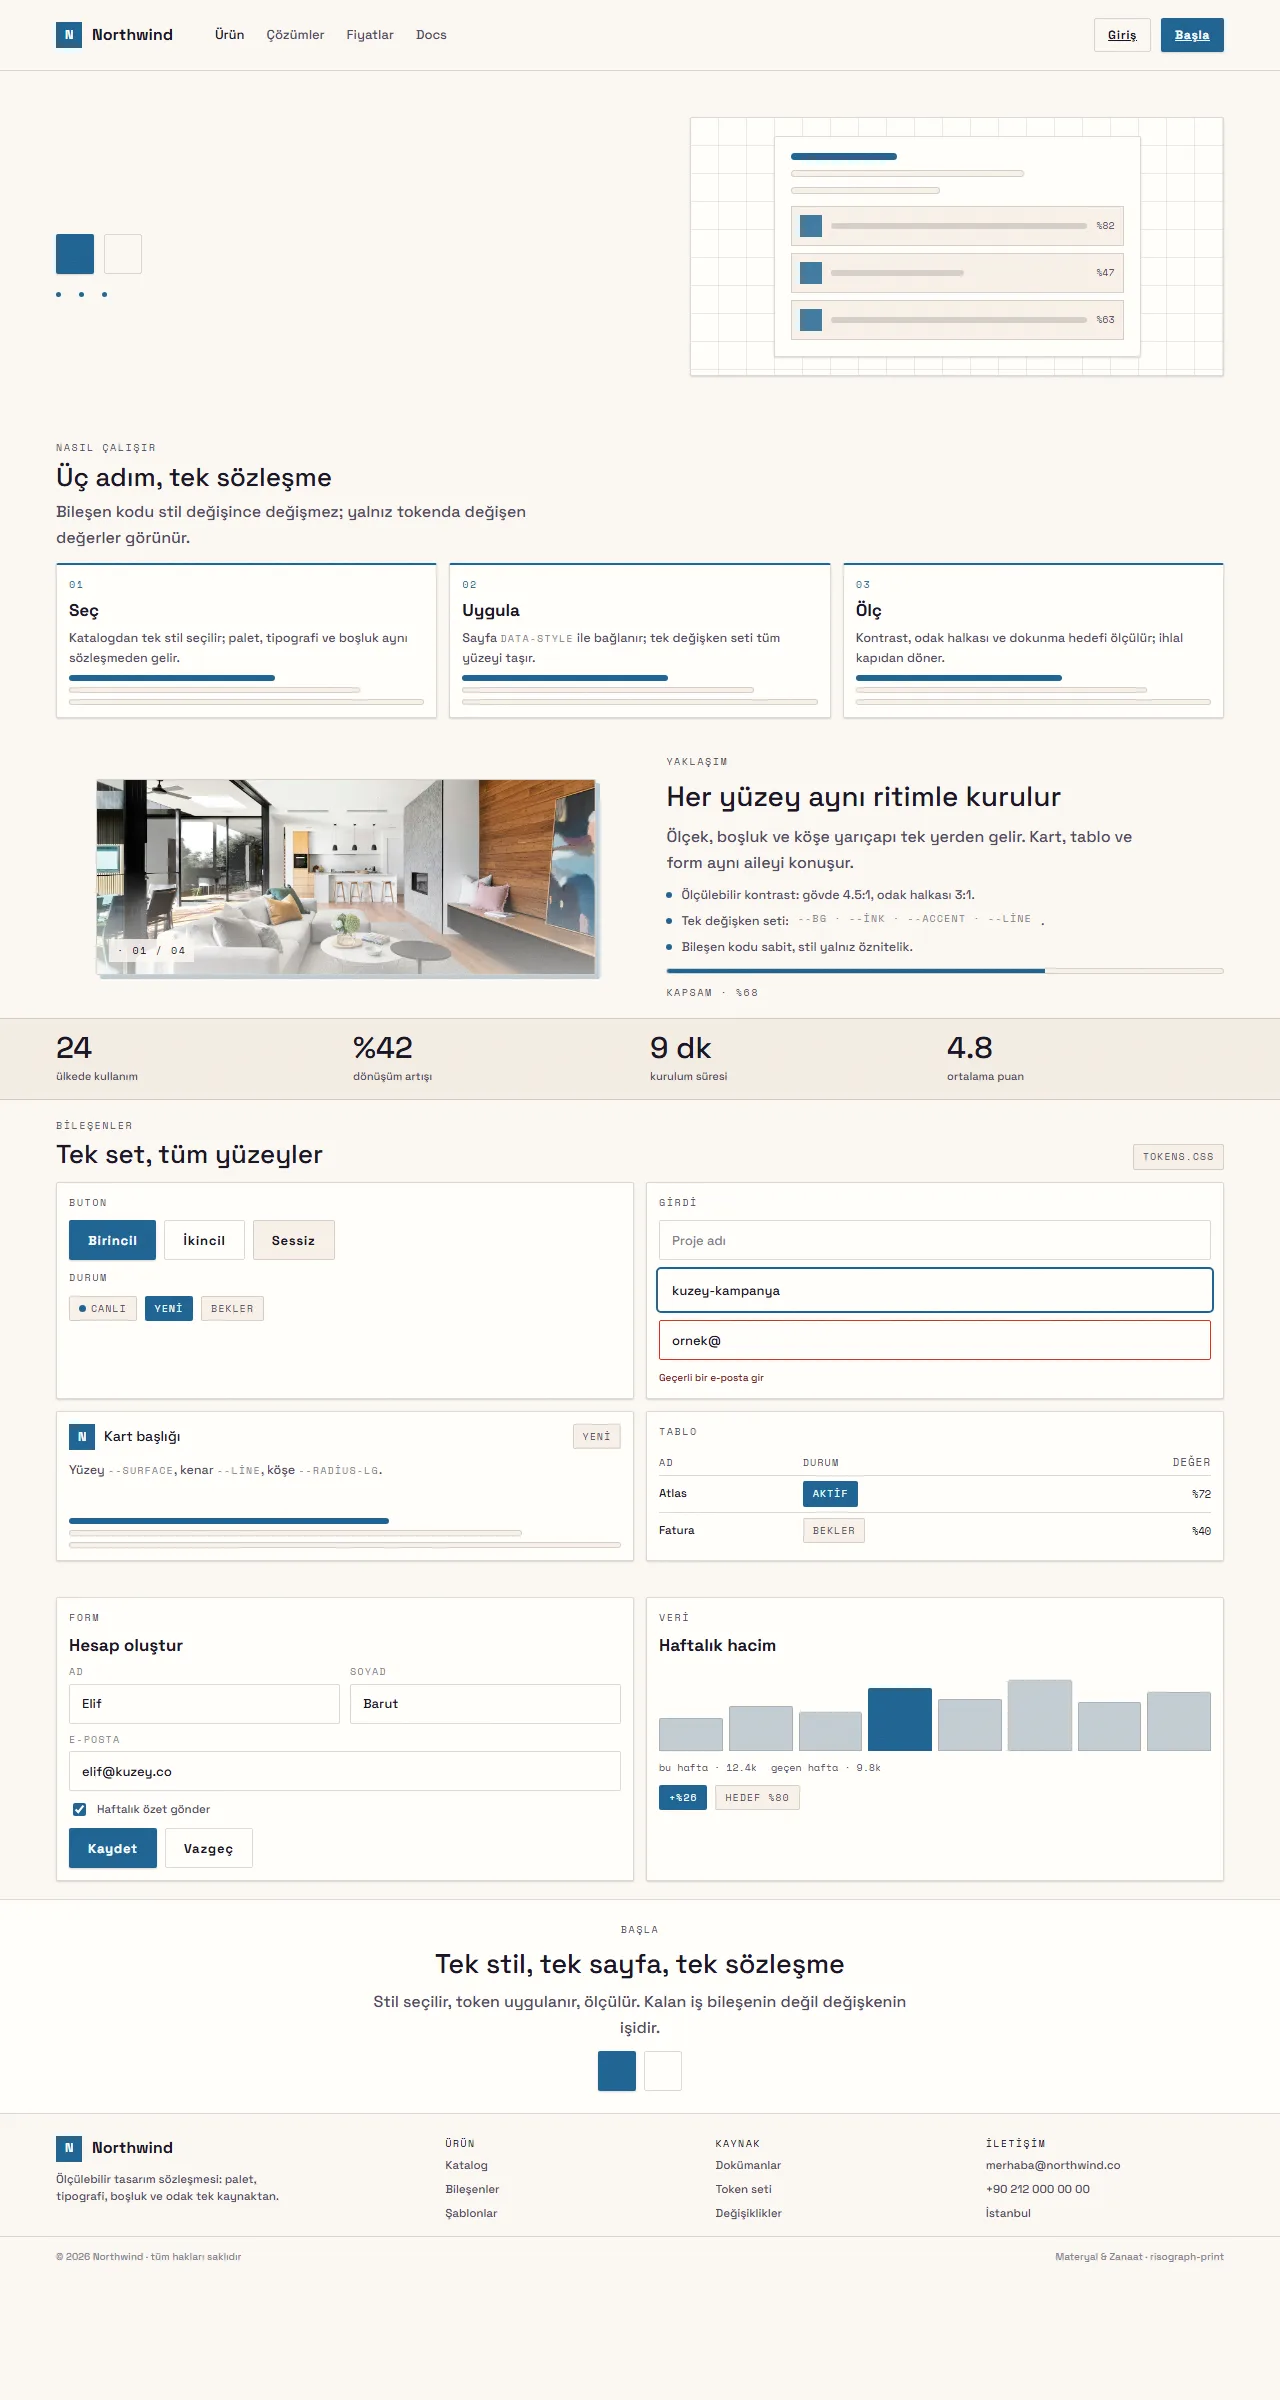 N Northwind Ürün Çözümler Fiyatlar Docs Giriş Başla
%82
%47
%63
NASIL ÇALIŞIR
Üç adım, tek sözleşme
Bileşen kodu stil değişince değişmez; yalnız tokenda değişen
değerler görünür.
01
Seç
Katalogdan tek stil seçilir; palet, tipografi ve boşluk aynı
sözleşmeden gelir.
02
Uygula
Sayfa DATA-STYLE ile bağlanır; tek değişken seti tüm
yüzeyi taşır.
03
Ölç
Kontrast, odak halkası ve dokunma hedefi ölçülür; ihlal
kapıdan döner.
· 01 / 04
YAKLAŞIM
Her yüzey aynı ritimle kurulur
Ölçek, boşluk ve köşe yarıçapı tek yerden gelir. Kart, tablo ve
form aynı aileyi konuşur.
Ölçülebilir kontrast: gövde 4.5:1, odak halkası 3:1.
Tek değişken seti: --BG · --İNK · --ACCENT · --LİNE .
Bileşen kodu sabit, stil yalnız öznitelik.
KAPSAM · %68
24
ülkede kullanım
%42
dönüşüm artışı
9 dk
kurulum süresi
4.8
ortalama puan
BİLEŞENLER
Tek set, tüm yüzeyler
TOKENS.CSS
BUTON
Birincil İkincil Sessiz
DURUM
CANLI YENİ BEKLER
GİRDİ
Proje adı
kuzey-kampanya
ornek@
Geçerli bir e-posta gir
N Kart başlığı YENİ
Yüzey --SURFACE, kenar --LİNE, köşe --RADİUS-LG.
TABLO
AD DURUM DEĞER
Atlas AKTİF %72
Fatura BEKLER %40
FORM
Hesap oluştur
AD SOYAD
Elif Barut
E-POSTA
elif@kuzey.co
Haftalık özet gönder
Kaydet Vazgeç
VERİ
Haftalık hacim
bu hafta · 12.4k geçen hafta · 9.8k
+%26 HEDEF %80
BAŞLA
Tek stil, tek sayfa, tek sözleşme
Stil seçilir, token uygulanır, ölçülür. Kalan iş bileşenin değil değişkenin
işidir.
N Northwind
Ölçülebilir tasarım sözleşmesi: palet,
tipografi, boşluk ve odak tek kaynaktan.
ÜRÜN
Katalog
Bileşenler
Şablonlar
KAYNAK
Dokümanlar
Token seti
Değişiklikler
İLETİŞİM
merhaba@northwind.co
+90 212 000 00 00
İstanbul
© 2026 Northwind · tüm hakları saklıdır
Materyal & Zanaat · risograph-print